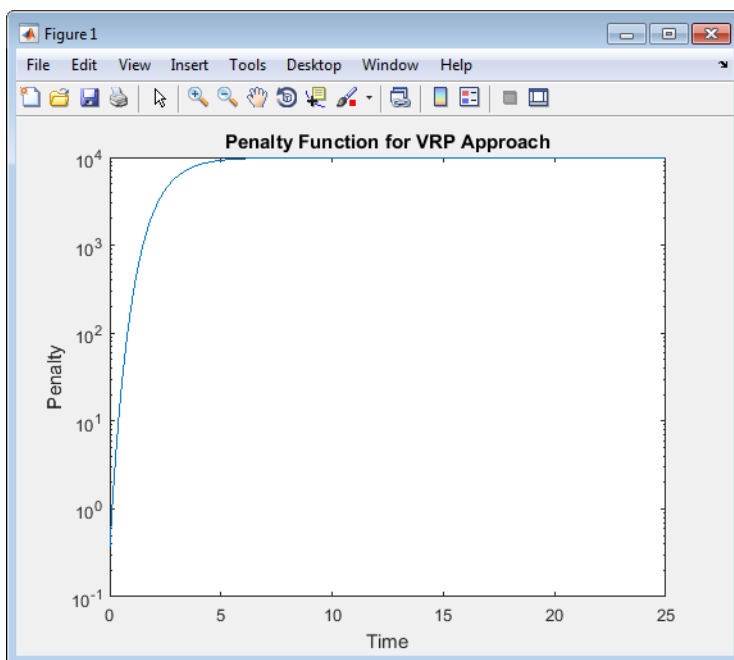 Figure 1
File Edit View Insert Tools Desktop Window Help
Penalty Function for VRP Approach
10^4
10^3
10^2
10^1
10^0
10^-1
Penalty
0 5 10 15 20 25
Time